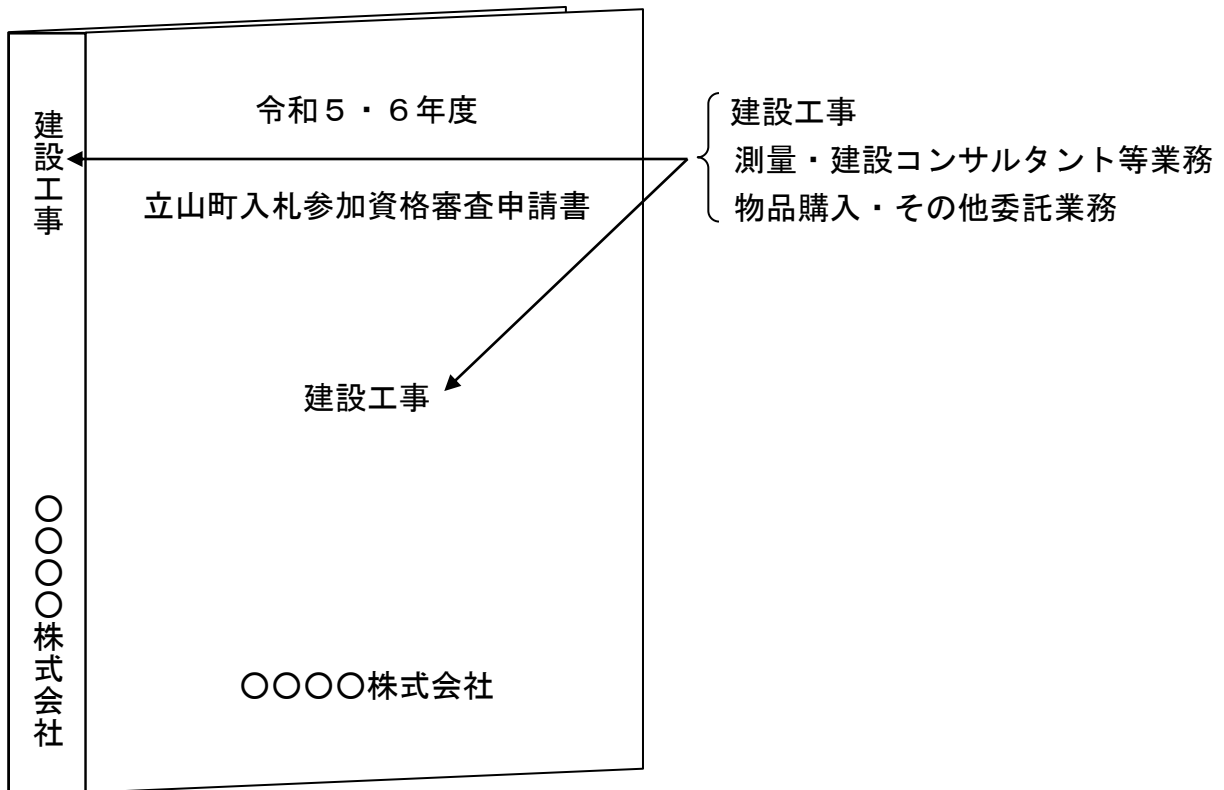 建設工事
〇〇〇〇株式会社
令和５・６年度
立山町入札参加資格審査申請書
建設工事
〇〇〇〇株式会社
建設工事
測量・建設コンサルタント等業務
物品購入・その他委託業務